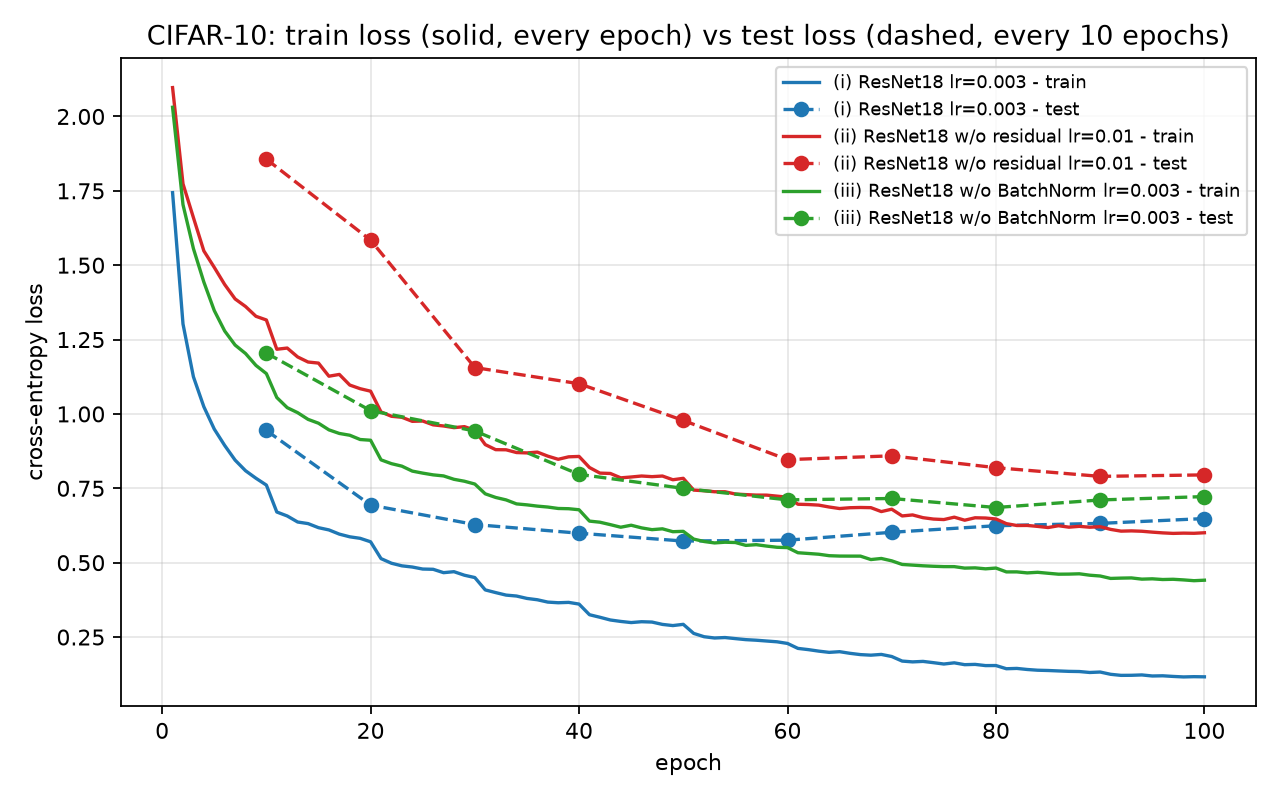 CIFAR-10: train loss (solid, every epoch) vs test loss (dashed, every 10 epochs)
(i) ResNet18 lr=0.003 - train
(i) ResNet18 lr=0.003 - test
(ii) ResNet18 w/o residual lr=0.01 - train
(ii) ResNet18 w/o residual lr=0.01 - test
(iii) ResNet18 w/o BatchNorm lr=0.003 - train
(iii) ResNet18 w/o BatchNorm lr=0.003 - test
cross-entropy loss
2.00
1.75
1.50
1.25
1.00
0.75
0.50
0.25
0 20 40 60 80 100
epoch